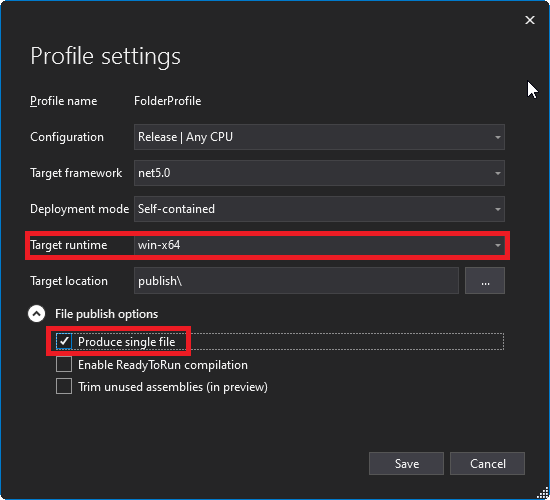 Profile settings
Profile name FolderProfile
Configuration Release | Any CPU
Target framework net5.0
Deployment mode Self-contained
Target runtime win-x64
Target location publish\ ...
File publish options
Produce single file
Enable ReadyToRun compilation
Trim unused assemblies (in preview)
Save Cancel